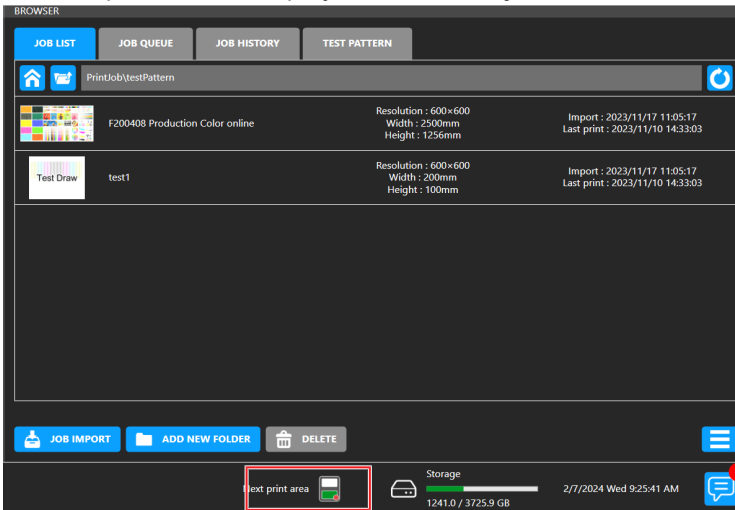 BROWSER
JOB LIST
JOB QUEUE
JOB HISTORY
TEST PATTERN
PrintJob\testPattern
F200408 Production Color online
Resolution : 600×600
Width : 2500mm
Height : 1256mm
Import : 2023/11/17 11:05:17
Last print : 2023/11/10 14:33:03
Test Draw
test1
Resolution : 600×600
Width : 200mm
Height : 100mm
Import : 2023/11/17 11:05:17
Last print : 2023/11/10 14:33:03
JOB IMPORT
ADD NEW FOLDER
DELETE
Next print area
Storage
1241.0 / 3725.9 GB
2/7/2024 Wed 9:25:41 AM